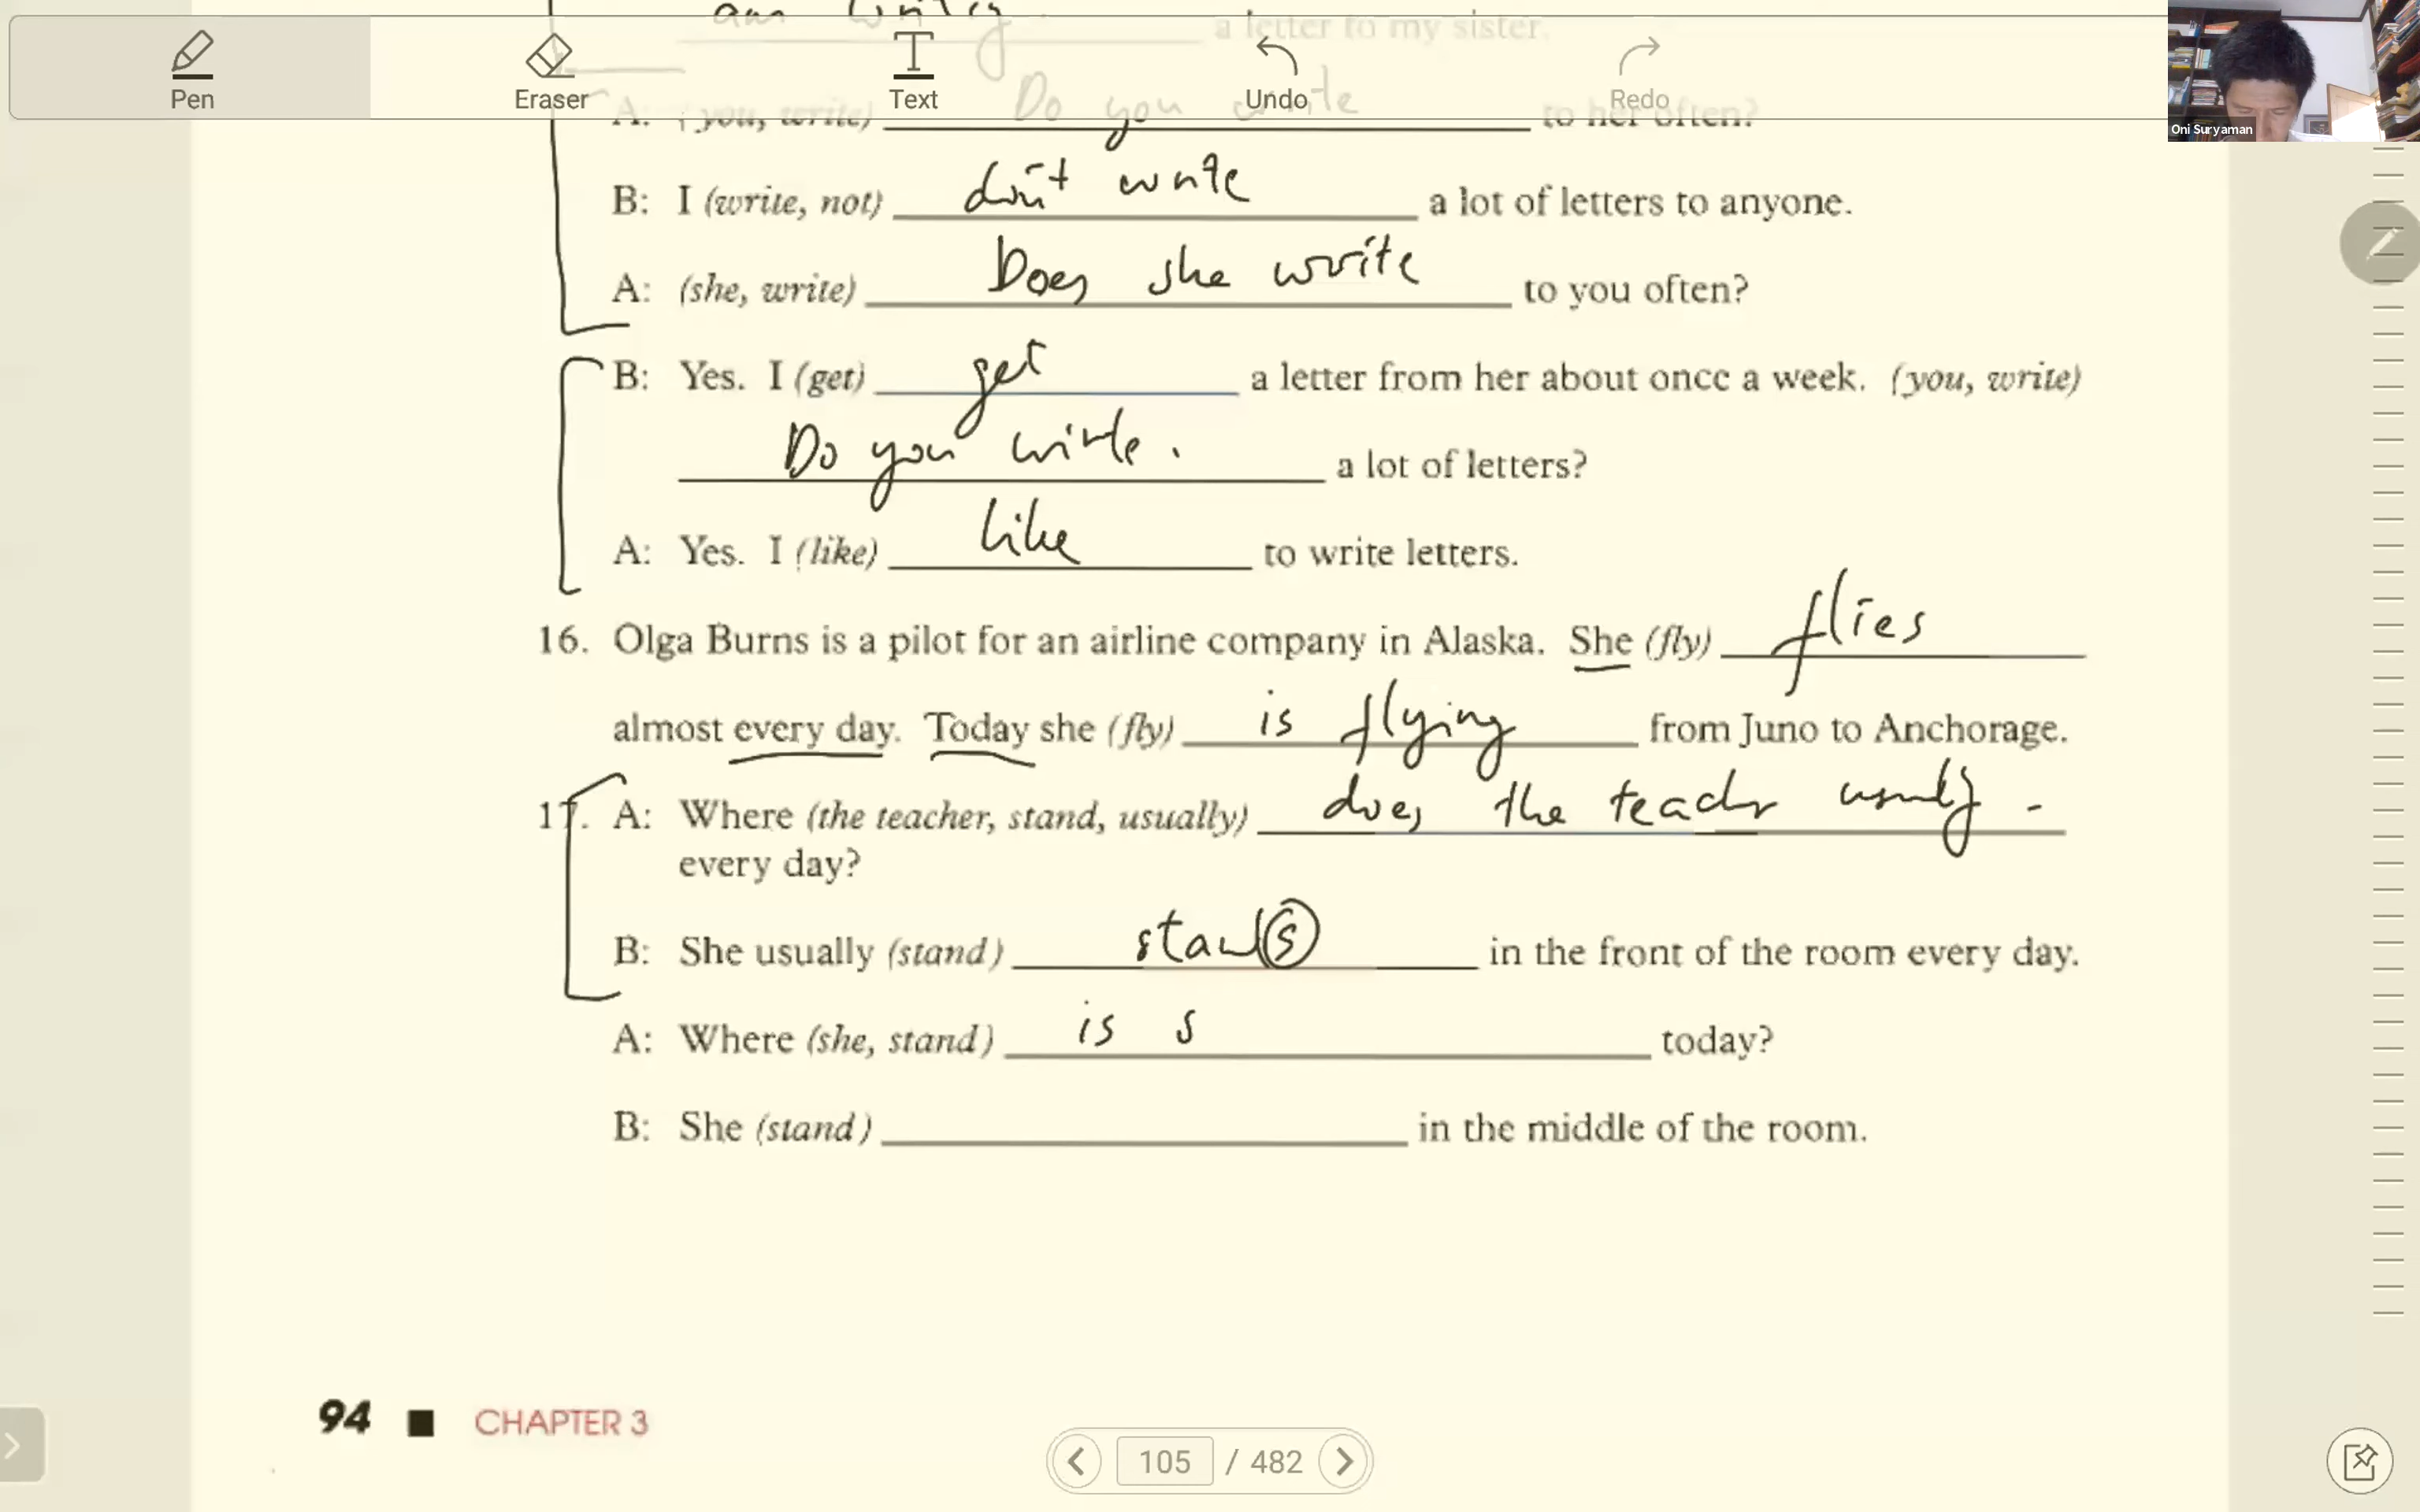 am writing a letter to my sister.
Pen Eraser Text Undo Redo
A: (you, write) Do you write to her often?
Oni Suryaman
B: I (write, not) don't write a lot of letters to anyone.
A: (she, write) Does she write to you often?
B: Yes. I (get) get a letter from her about once a week. (you, write)
Do you write. a lot of letters?
A: Yes. I (like) like to write letters.
16. Olga Burns is a pilot for an airline company in Alaska. She (fly) flies
almost every day. Today she (fly) is flying from Juno to Anchorage.
17. A: Where (the teacher, stand, usually) does the teachr usually -
every day?
B: She usually (stand) stands in the front of the room every day.
A: Where (she, stand) is s today?
B: She (stand) in the middle of the room.
94 ■ CHAPTER 3
105 / 482